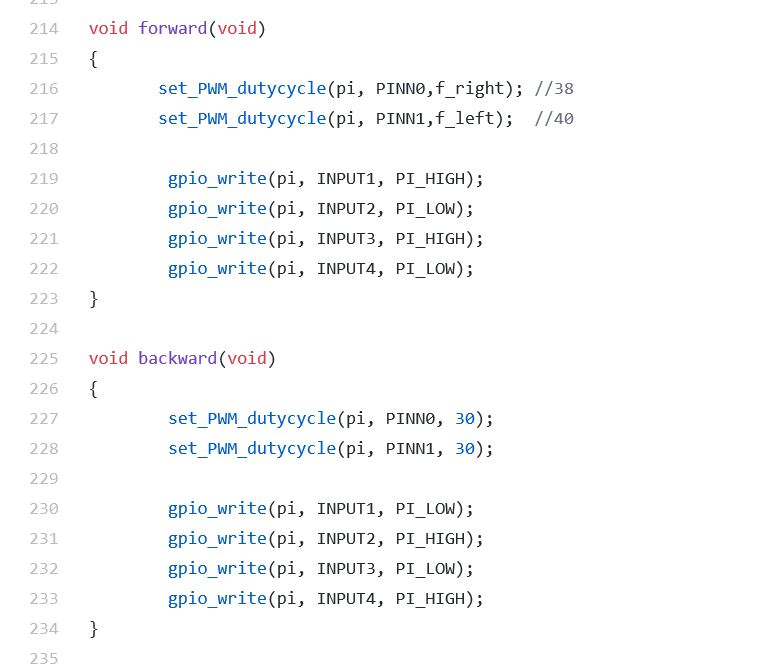 214 void forward(void)
215 {
216 set_PWM_dutycycle(pi, PINN0,f_right); //38
217 set_PWM_dutycycle(pi, PINN1,f_left); //40
218
219 gpio_write(pi, INPUT1, PI_HIGH);
220 gpio_write(pi, INPUT2, PI_LOW);
221 gpio_write(pi, INPUT3, PI_HIGH);
222 gpio_write(pi, INPUT4, PI_LOW);
223 }
224
225 void backward(void)
226 {
227 set_PWM_dutycycle(pi, PINN0, 30);
228 set_PWM_dutycycle(pi, PINN1, 30);
229
230 gpio_write(pi, INPUT1, PI_LOW);
231 gpio_write(pi, INPUT2, PI_HIGH);
232 gpio_write(pi, INPUT3, PI_LOW);
233 gpio_write(pi, INPUT4, PI_HIGH);
234 }
235